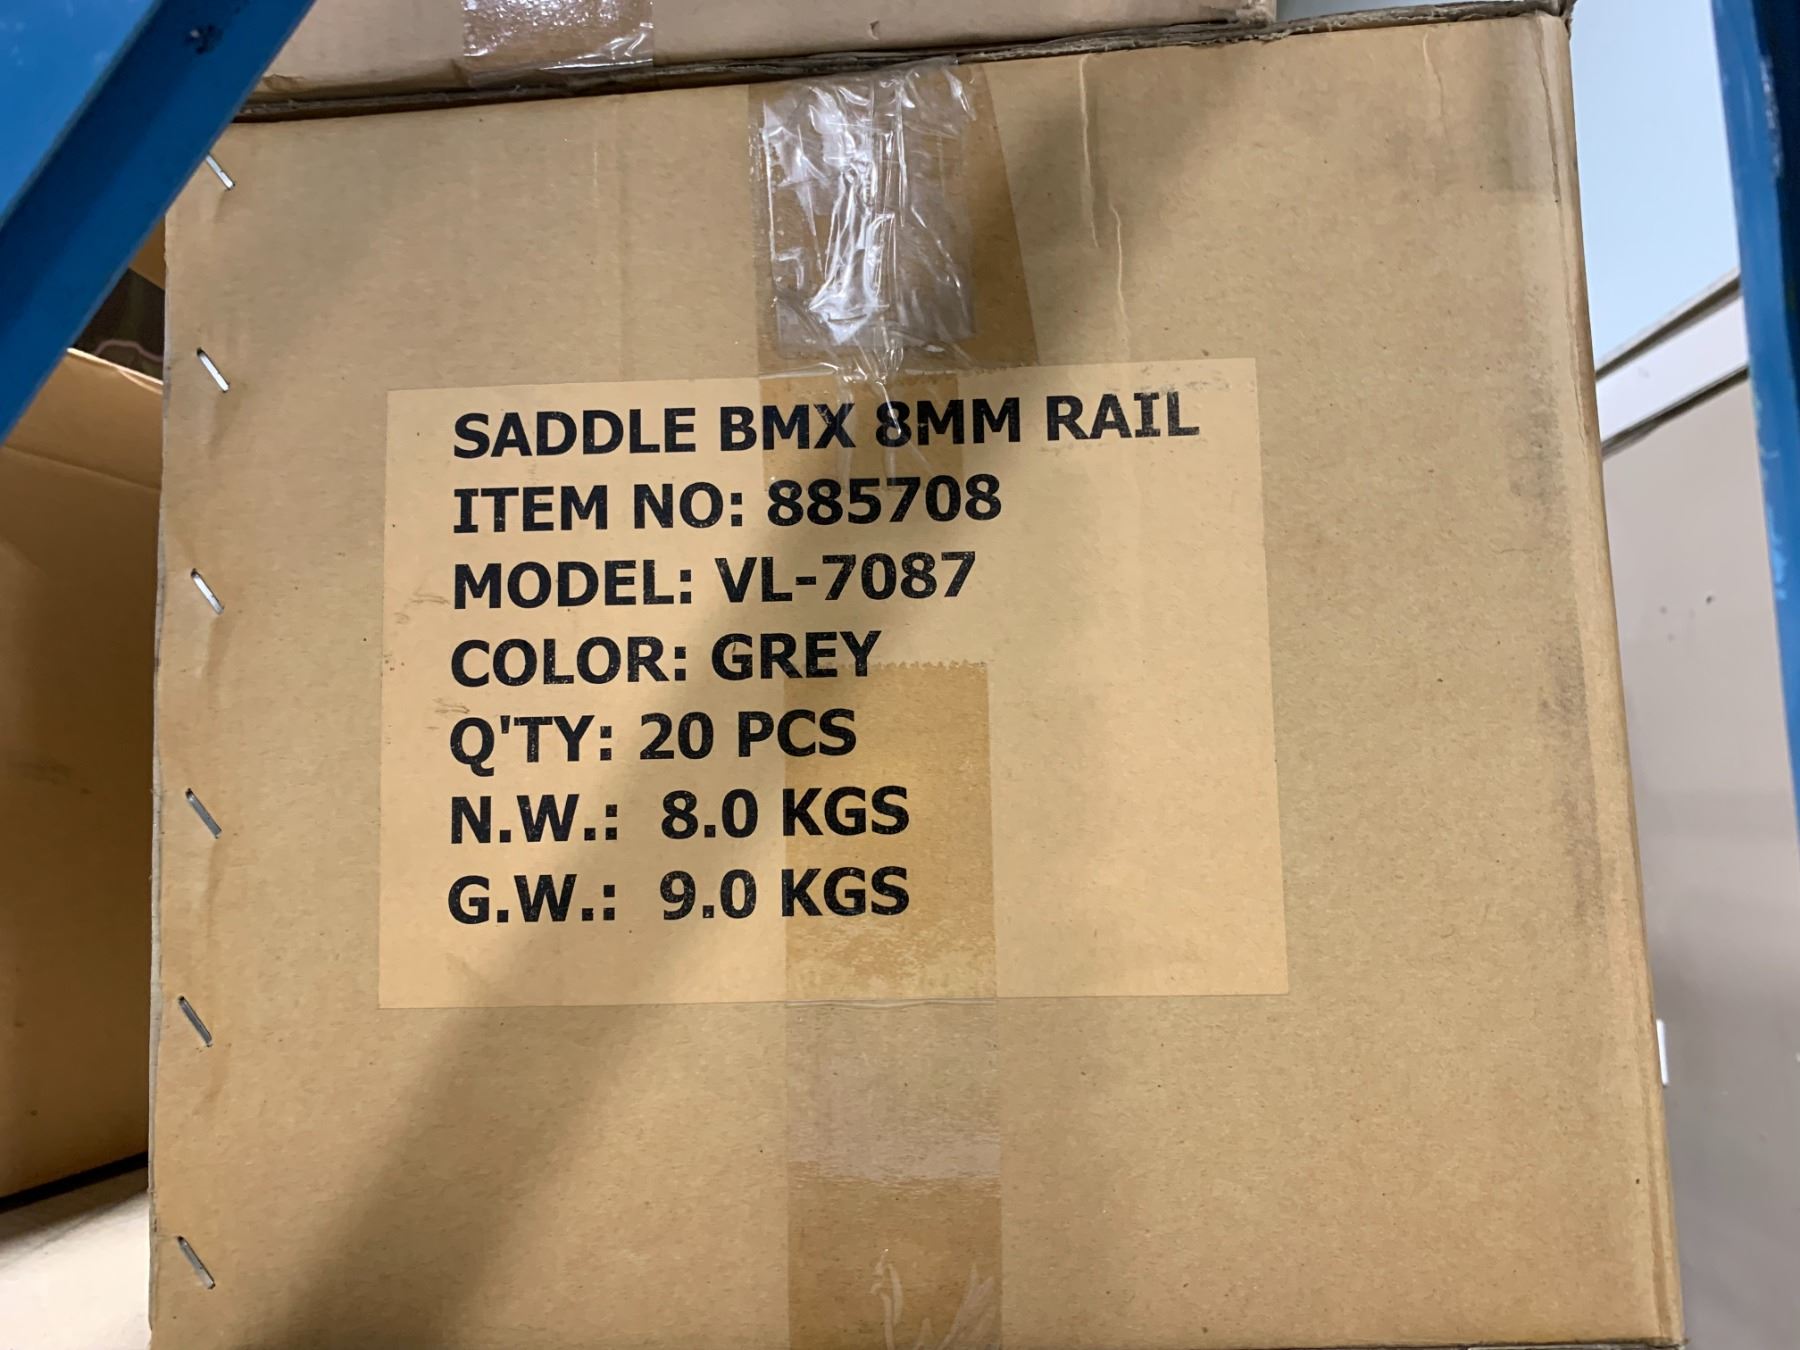 SADDLE BMX 8MM RAIL
ITEM NO: 885708
MODEL: VL-7087
COLOR: GREY
Q'TY: 20 PCS
N.W.: 8.0 KGS
G.W.: 9.0 KGS